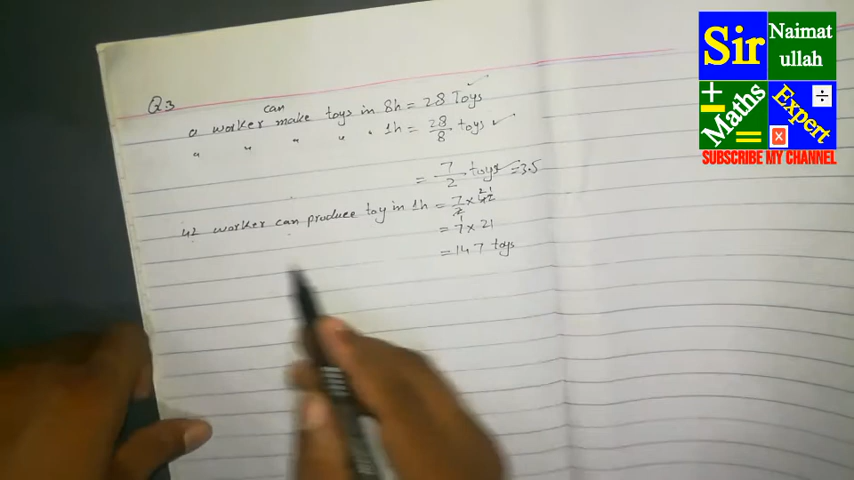 Q3
a worker can make toys in 8h = 28 Toys ✓
" " " " " 1h = 28/8 toys ✓
= 7/2 toys = 3.5
42 worker can produce toy in 1h = 7/2 × 42 21
= 7 × 21
= 147 toys
Sir Naimat ullah
Maths Expert
SUBSCRIBE MY CHANNEL